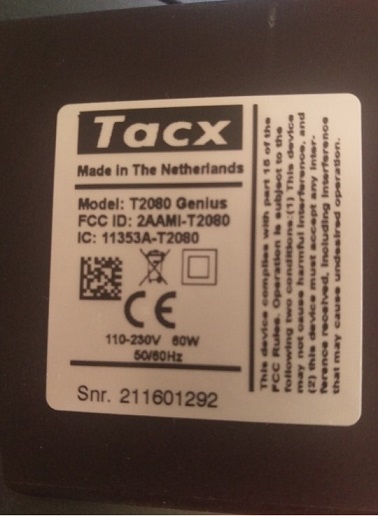 Tacx
Made in The Netherlands
Model: T2080 Genius
FCC ID: 2AAMI-T2080
IC: 11353A-T2080
CE
110-230V 60W
50/60Hz
Snr. 211601292
This device complies with part 15 of the
FCC Rules. Operation is subject to the
following two conditions:(1) This device
may not cause harmful interference, and
(2) this device must accept any inter-
ference received, including interference
that may cause undesired operation.